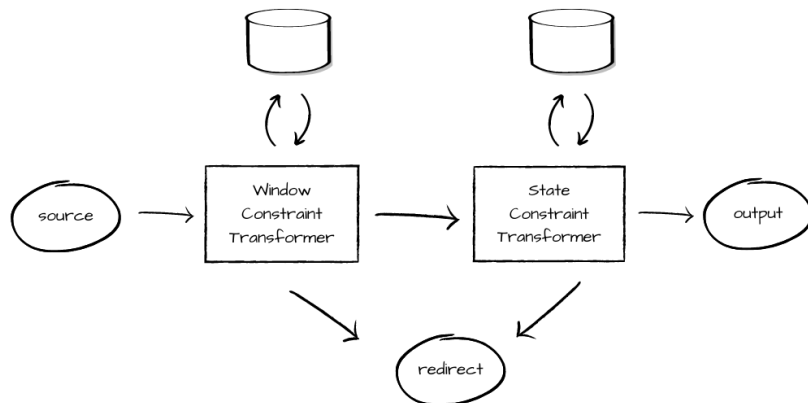 source
Window
Constraint
Transformer
State
Constraint
Transformer
output
redirect